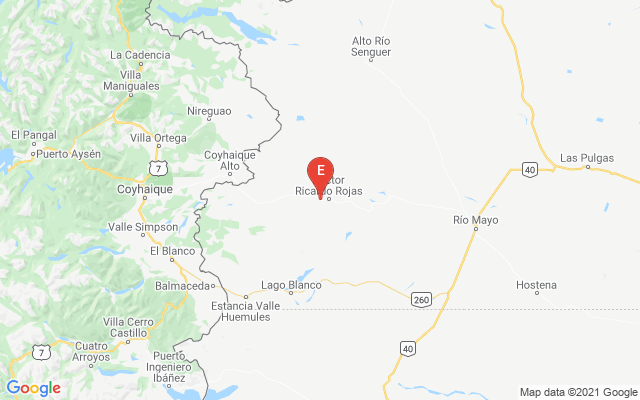 Alto Río
Senguer
La Cadencia
Villa
Maniguales
Nireguao
El Pangal
Puerto Aysén
Villa Ortega
7
Coyhaique
Alto
E
40
Las Pulgas
Coyhaique
Ricardo Rojas
Río Mayo
Valle Simpson
El Blanco
Balmaceda
Lago Blanco
260
Hostena
Estancia Valle
Huemules
Villa Cerro
Castillo
Cuatro
Arroyos
7
Puerto
Ingeniero
Ibáñez
40
Google
Map data ©2021 Google